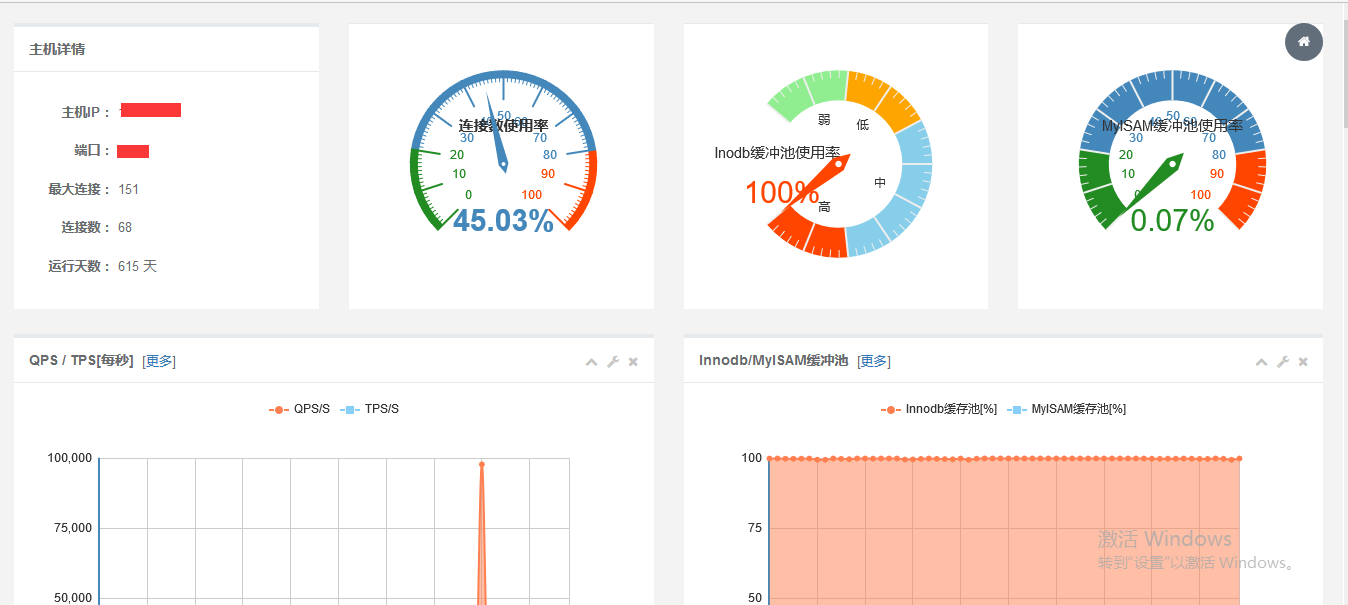 主机详情
主机IP：
端口：
最大连接： 151
连接数： 68
运行天数： 615 天
连接数使用率
0
10
20
30
50
60
70
80
90
100
45.03%
Inodb缓冲池使用率
弱
低
中
高
100%
MyISAM缓冲池使用率
0
10
20
30
50
60
70
80
90
100
0.07%
QPS / TPS[每秒] [更多]
QPS/S TPS/S
100,000
75,000
50,000
Innodb/MyISAM缓冲池 [更多]
Innodb缓存池[%] MyISAM缓存池[%]
100
75
50
激活 Windows
转到“设置”以激活 Windows。